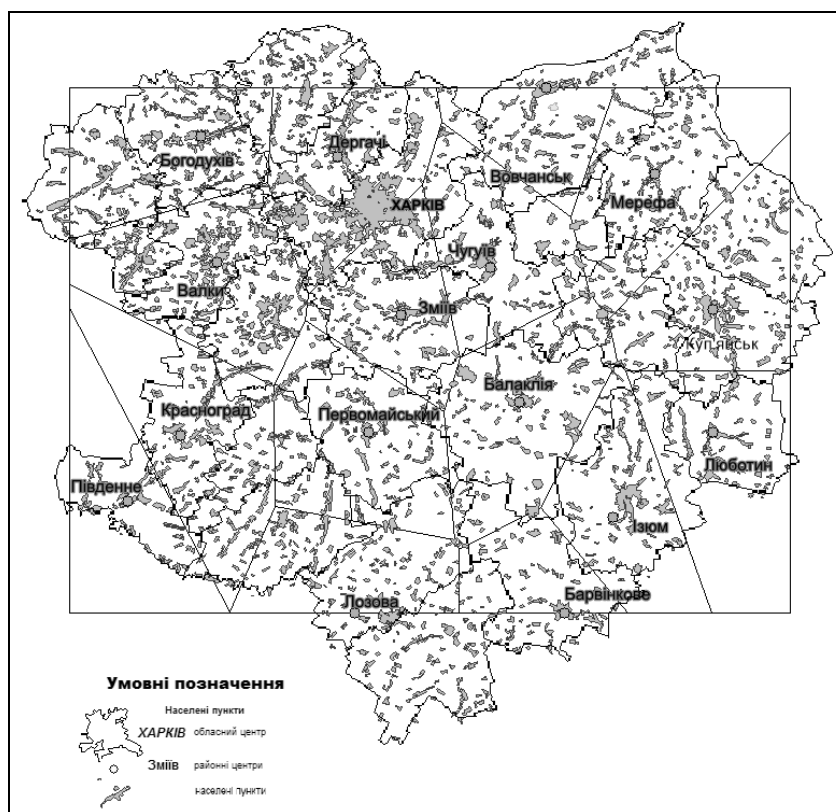 Дергачі
Богодухів
Вовчанськ
ХАРКІВ
Мерефа
Чугуїв
Валки
Зміїв
Куп'янськ
Балаклія
Красноград
Первомайський
Люботин
Південне
Ізюм
Лозова
Барвінкове
Умовні позначення
Населені пункти
ХАРКІВ обласний центр
Зміїв районні центри
населені пункти